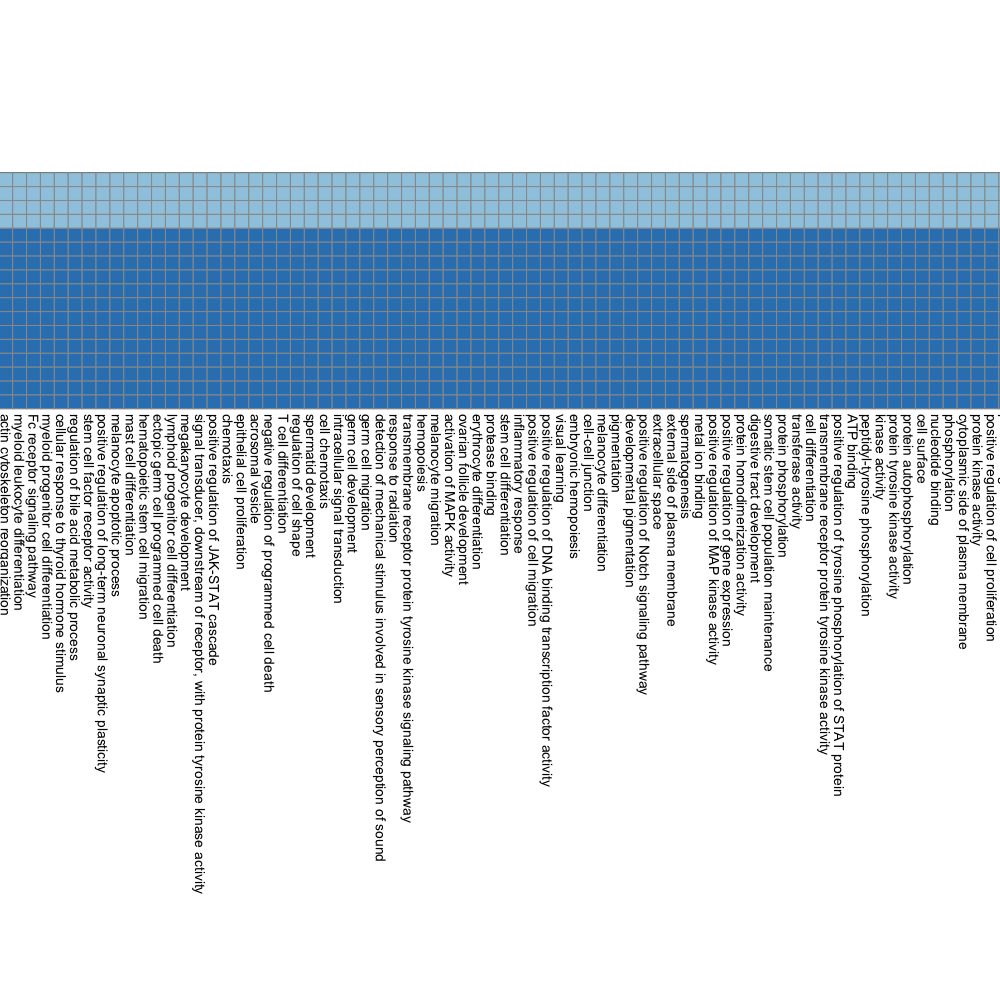 actin cytoskeleton reorganization
myeloid leukocyte differentiation
Fc receptor signaling pathway
myeloid progenitor cell differentiation
cellular response to thyroid hormone stimulus
regulation of bile acid metabolic process
stem cell factor receptor activity
positive regulation of long-term neuronal synaptic plasticity
melanocyte apoptotic process
mast cell differentiation
hematopoietic stem cell migration
ectopic germ cell programmed cell death
lymphoid progenitor cell differentiation
megakaryocyte development
signal transducer, downstream of receptor, with protein tyrosine kinase activity
positive regulation of JAK-STAT cascade
chemotaxis
epithelial cell proliferation
acrosomal vesicle
negative regulation of programmed cell death
T cell differentiation
regulation of cell shape
spermatid development
cell chemotaxis
intracellular signal transduction
germ cell development
germ cell migration
detection of mechanical stimulus involved in sensory perception of sound
response to radiation
transmembrane receptor protein tyrosine kinase signaling pathway
hemopoiesis
melanocyte migration
activation of MAPK activity
ovarian follicle development
erythrocyte differentiation
protease binding
stem cell differentiation
inflammatory response
positive regulation of cell migration
positive regulation of DNA binding transcription factor activity
visual learning
embryonic hemopoiesis
cell-cell junction
melanocyte differentiation
pigmentation
developmental pigmentation
positive regulation of Notch signaling pathway
extracellular space
external side of plasma membrane
spermatogenesis
metal ion binding
positive regulation of MAP kinase activity
positive regulation of gene expression
protein homodimerization activity
digestive tract development
somatic stem cell population maintenance
protein phosphorylation
transferase activity
cell differentiation
transmembrane receptor protein tyrosine kinase activity
positive regulation of tyrosine phosphorylation of STAT protein
ATP binding
peptidyl-tyrosine phosphorylation
kinase activity
protein tyrosine kinase activity
protein autophosphorylation
cell surface
nucleotide binding
phosphorylation
cytoplasmic side of plasma membrane
protein kinase activity
positive regulation of cell proliferation